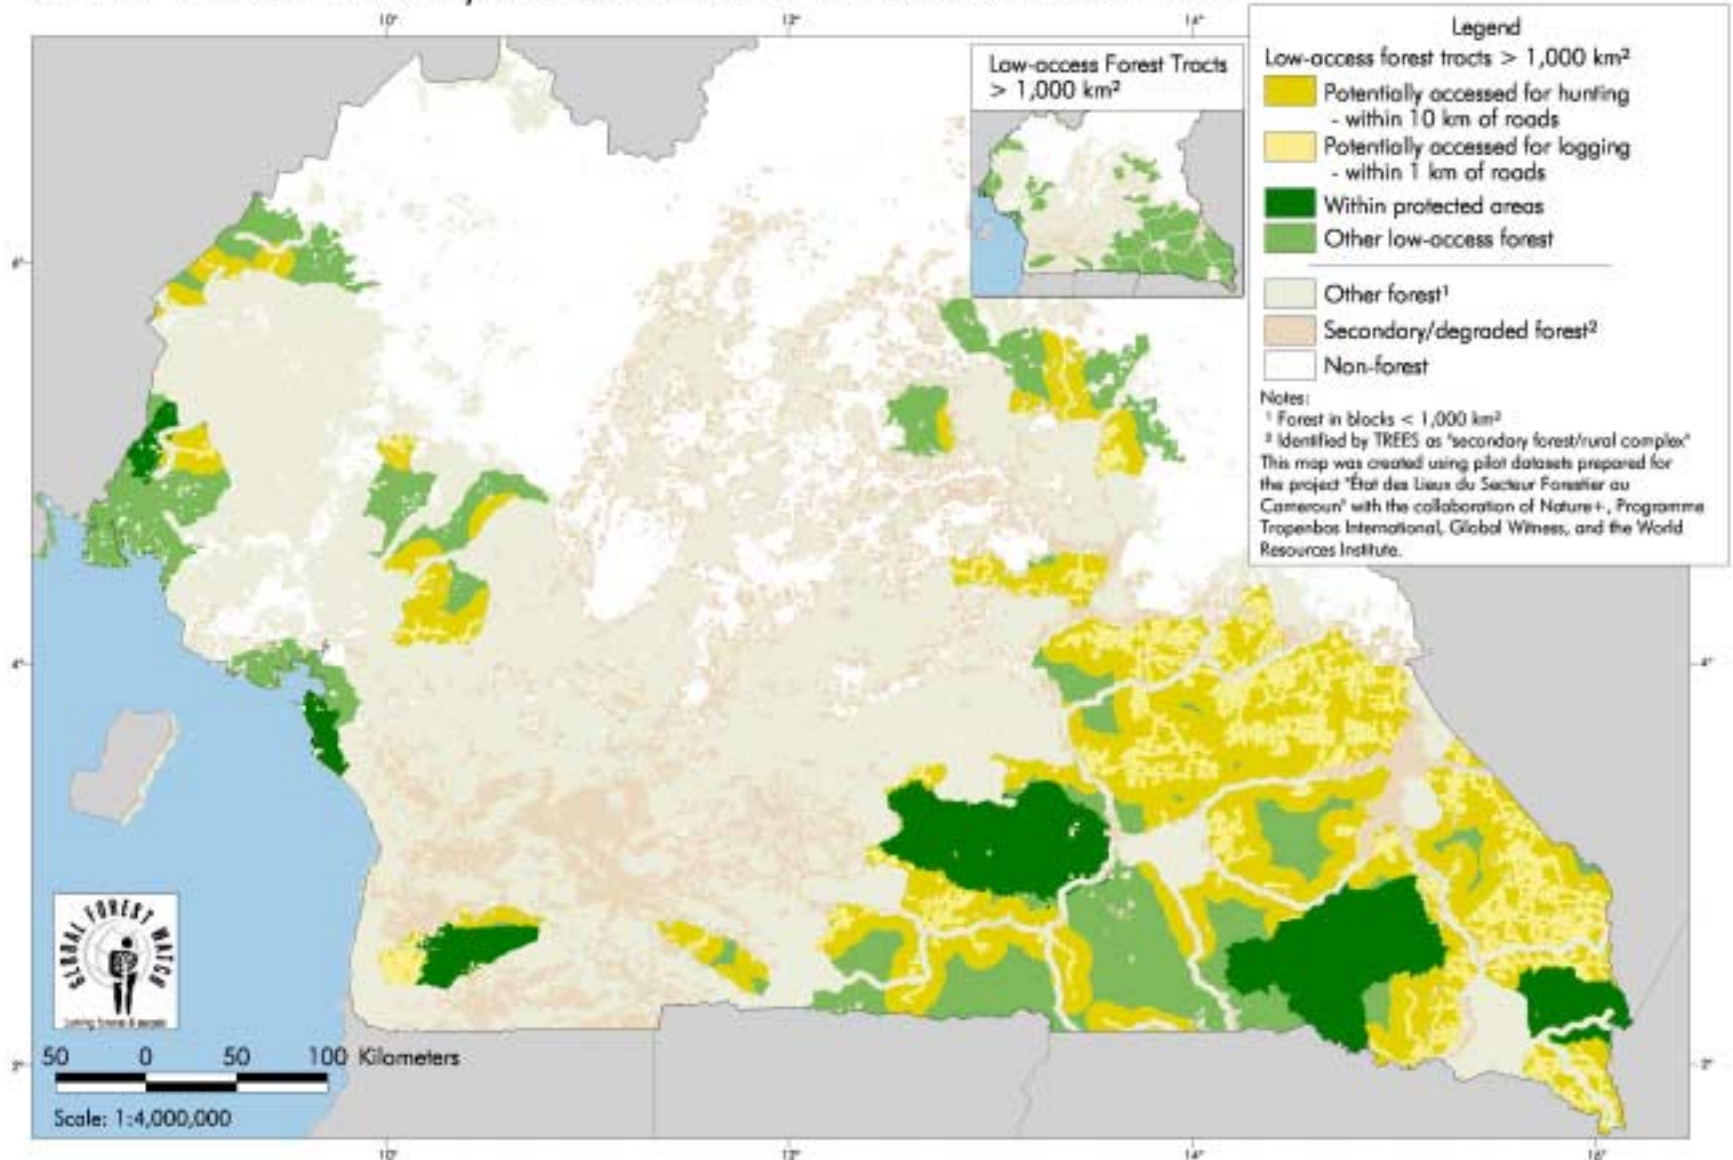 10°
12°
14°
Low-access Forest Tracts
> 1,000 km²
Legend
Low-access forest tracts > 1,000 km²
Potentially accessed for hunting
- within 10 km of roads
Potentially accessed for logging
- within 1 km of roads
Within protected areas
Other low-access forest
Other forest¹
Secondary/degraded forest²
Non-forest
Notes:
¹ Forest in blocks < 1,000 km²
² Identified by TREES as "secondary forest/rural complex"
This map was created using pilot datasets prepared for
the project "État des Lieux du Secteur Forestier au
Cameroun" with the collaboration of Nature+, Programme
Tropenbos International, Global Witness, and the World
Resources Institute.
6°
4°
4°
2°
2°
GLOBAL FOREST WATCH
50 0 50 100 Kilometers
Scale: 1:4,000,000
10°
12°
14°
16°